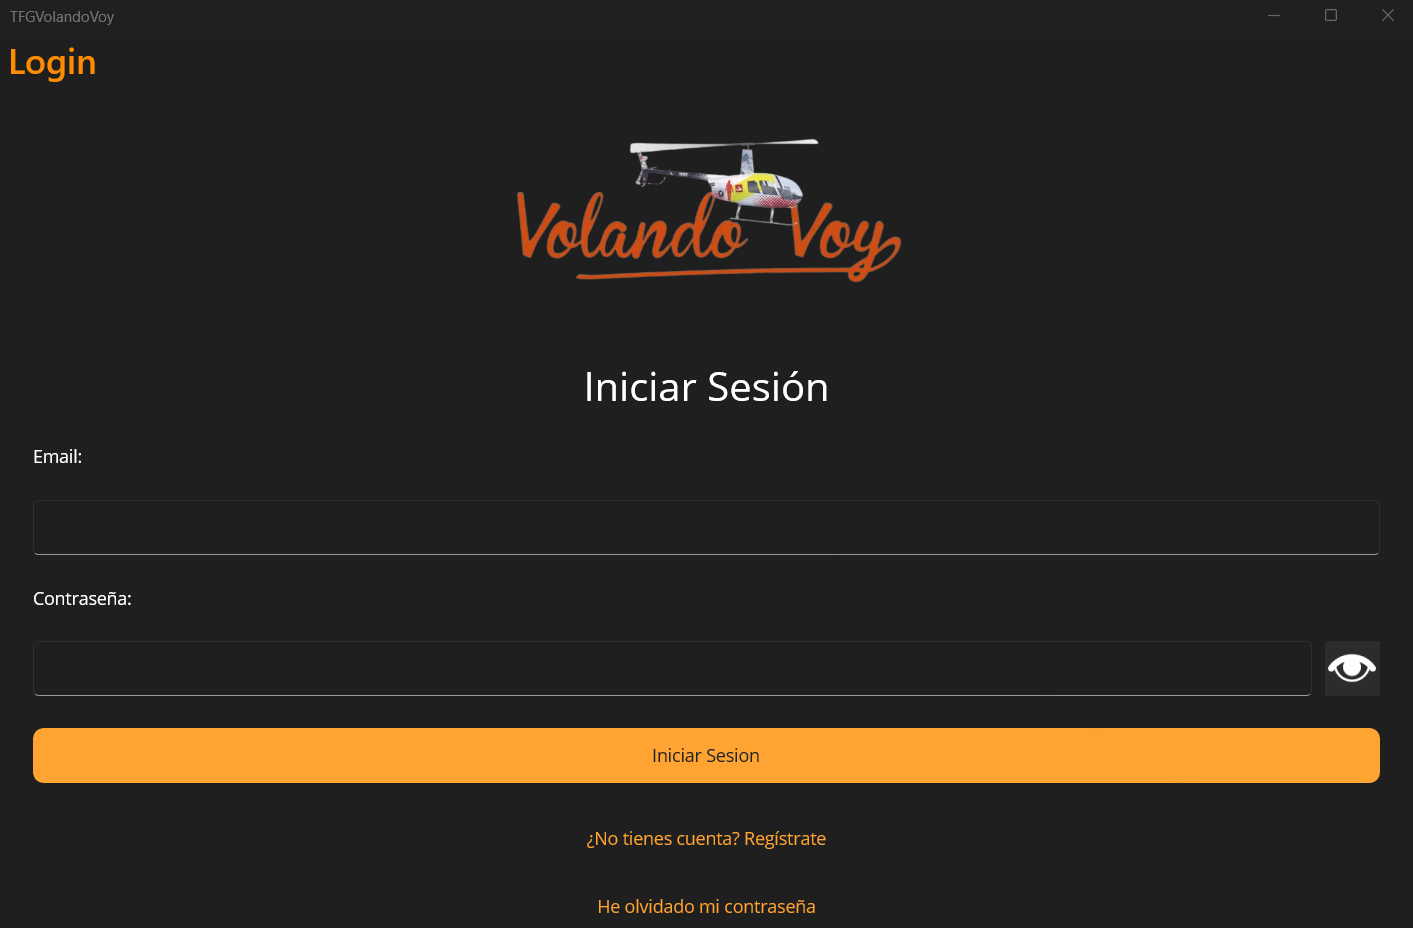 TFGVolandoVoy
Login
Volando Voy
Iniciar Sesión
Email:
Contraseña:
Iniciar Sesion
¿No tienes cuenta? Regístrate
He olvidado mi contraseña